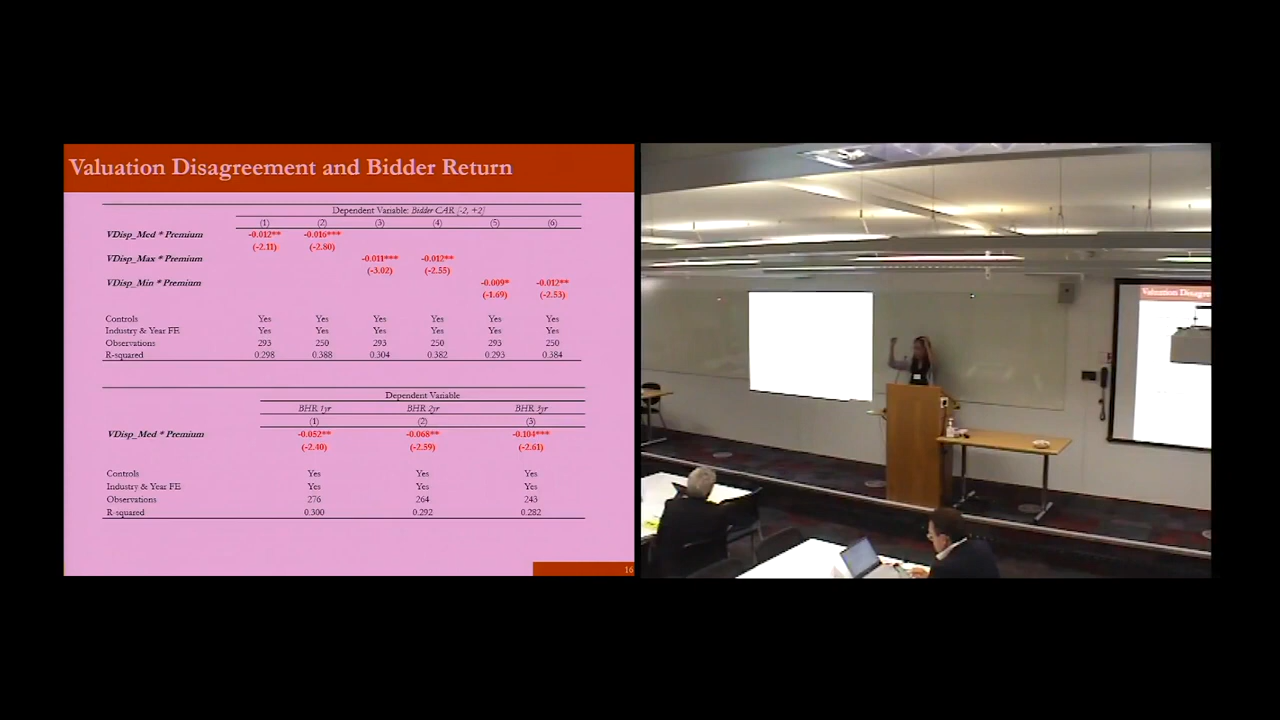 Valuation Disagreement and Bidder Return
Dependent Variable: Bidder CAR [-2, +2]
(1) (2) (3) (4) (5) (6)
VDisp_Med * Premium -0.012** -0.016***
(-2.11) (-2.80)
VDisp_Max * Premium -0.011*** -0.012**
(-3.02) (-2.55)
VDisp_Min * Premium -0.009* -0.012**
(-1.69) (-2.53)
Controls Yes Yes Yes Yes Yes Yes
Industry & Year FE Yes Yes Yes Yes Yes Yes
Observations 293 250 293 250 293 250
R-squared 0.298 0.388 0.304 0.382 0.293 0.384
Dependent Variable
BHR 1yr BHR 2yr BHR 3yr
(1) (2) (3)
VDisp_Med * Premium -0.052** -0.068** -0.104***
(-2.40) (-2.59) (-2.61)
Controls Yes Yes Yes
Industry & Year FE Yes Yes Yes
Observations 276 264 243
R-squared 0.300 0.292 0.282
16
Valuation Disagre